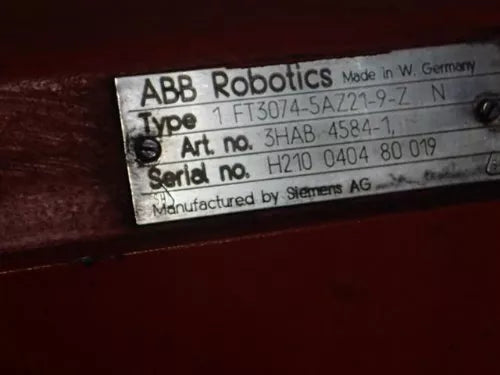 ABB Robotics Made in W. Germany
Type 1 FT3074-5AZ21-9-Z N
Art. no. 3HAB 4584-1,
Serial no. H210 0404 80 019
Manufactured by Siemens AG